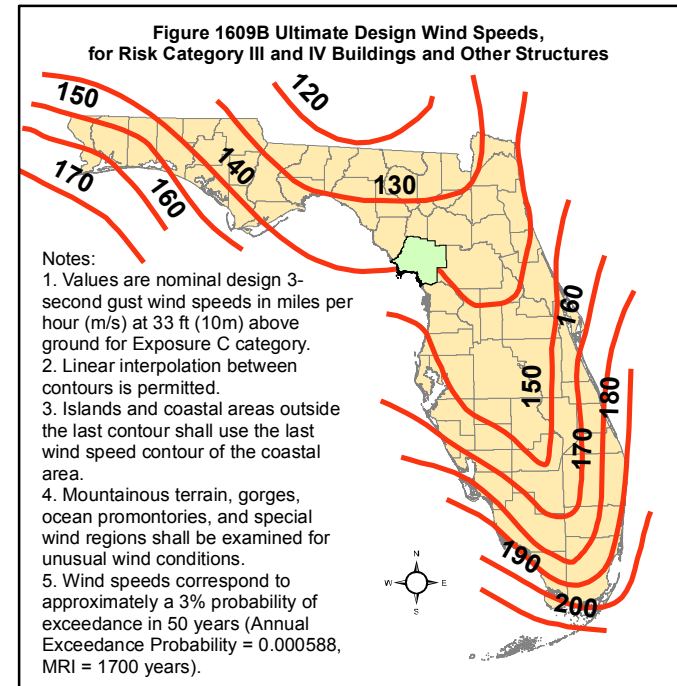 Figure 1609B Ultimate Design Wind Speeds,
for Risk Category III and IV Buildings and Other Structures
120
150
140
130
170
160
Notes:
1. Values are nominal design 3-
second gust wind speeds in miles per
hour (m/s) at 33 ft (10m) above
ground for Exposure C category.
2. Linear interpolation between
contours is permitted.
3. Islands and coastal areas outside
the last contour shall use the last
wind speed contour of the coastal
area.
4. Mountainous terrain, gorges,
ocean promontories, and special
wind regions shall be examined for
unusual wind conditions.
5. Wind speeds correspond to
approximately a 3% probability of
exceedance in 50 years (Annual
Exceedance Probability = 0.000588,
MRI = 1700 years).
160
150
180
170
190
200
N
W E
S